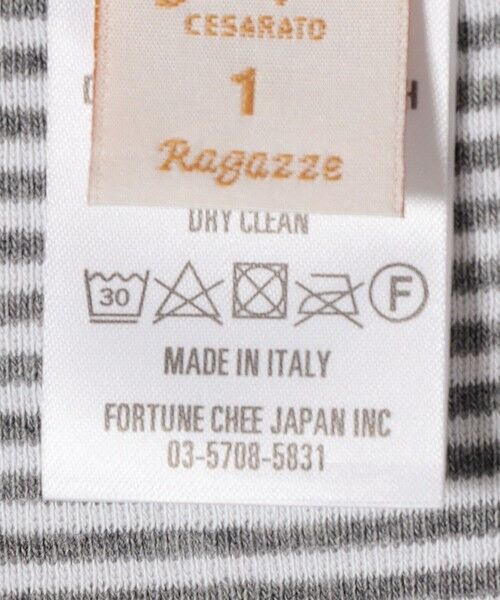 CESARATO
1
Ragazze
DRY CLEAN
30
F
MADE IN ITALY
FORTUNE CHEE JAPAN INC
03-5708-5831